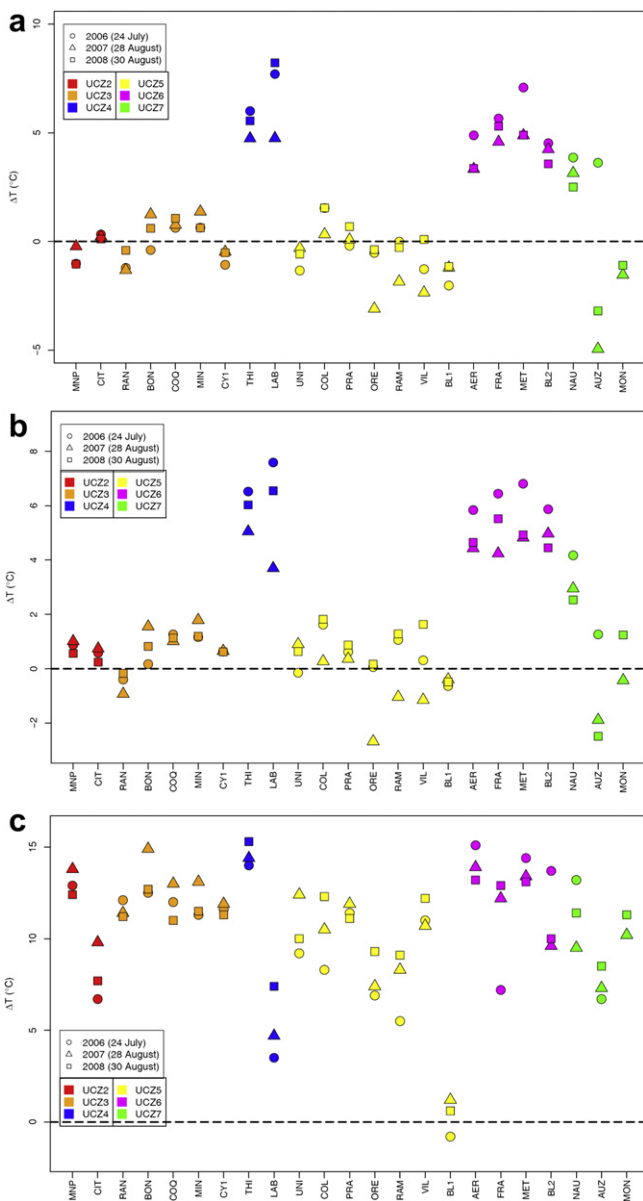 a
2006 (24 July)
2007 (28 August)
2008 (30 August)
UCZ2 UCZ5
UCZ3 UCZ6
UCZ4 UCZ7
10
5
0
-5
ΔT (°C)
MNP CIT RAN BON COQ MIN CY1 THI LAB UNI COL PRA ORE RAM VIL BL1 AER FRA MET BL2 NAU AUZ MON
b
2006 (24 July)
2007 (28 August)
2008 (30 August)
UCZ2 UCZ5
UCZ3 UCZ6
UCZ4 UCZ7
8
6
4
2
0
-2
ΔT (°C)
MNP CIT RAN BON COQ MIN CY1 THI LAB UNI COL PRA ORE RAM VIL BL1 AER FRA MET BL2 NAU AUZ MON
c
15
10
5
0
ΔT (°C)
2006 (24 July)
2007 (28 August)
2008 (30 August)
UCZ2 UCZ5
UCZ3 UCZ6
UCZ4 UCZ7
MNP CIT RAN BON COQ MIN CY1 THI LAB UNI COL PRA ORE RAM VIL BL1 AER FRA MET BL2 NAU AUZ MON